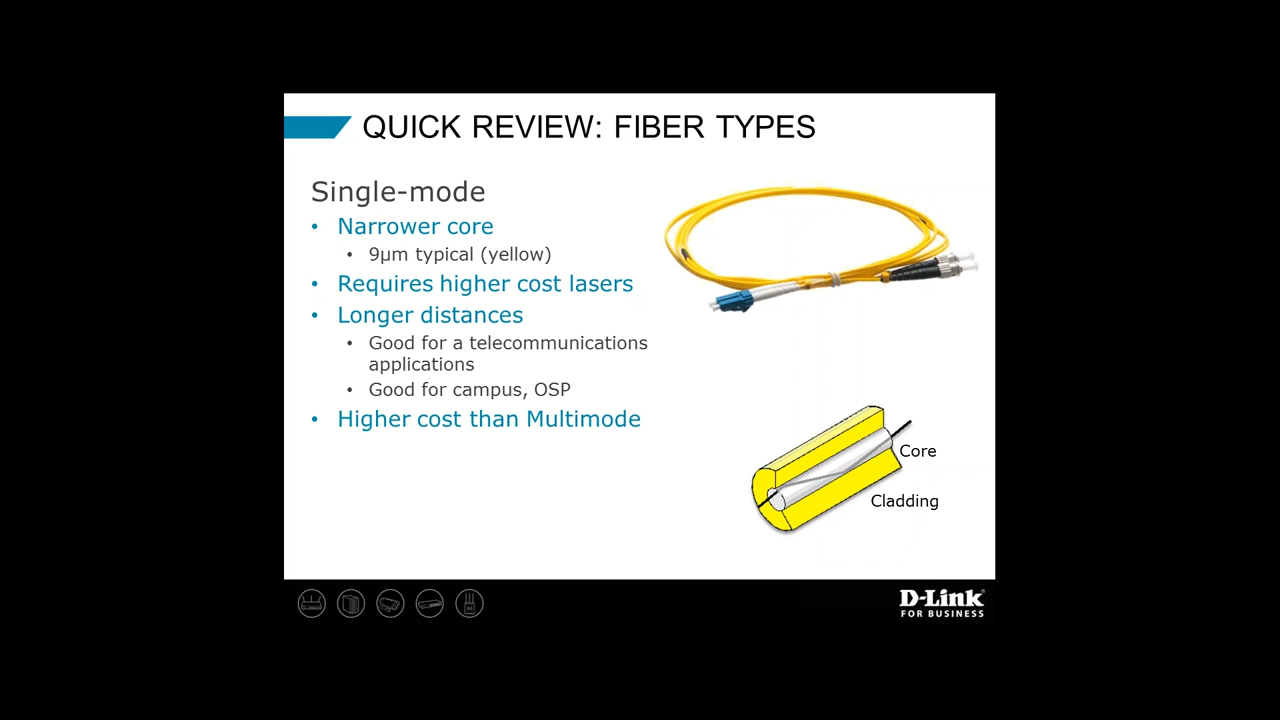 QUICK REVIEW: FIBER TYPES
Single-mode
• Narrower core
• 9µm typical (yellow)
• Requires higher cost lasers
• Longer distances
• Good for a telecommunications
applications
• Good for campus, OSP
• Higher cost than Multimode
Core
Cladding
D-Link
FOR BUSINESS